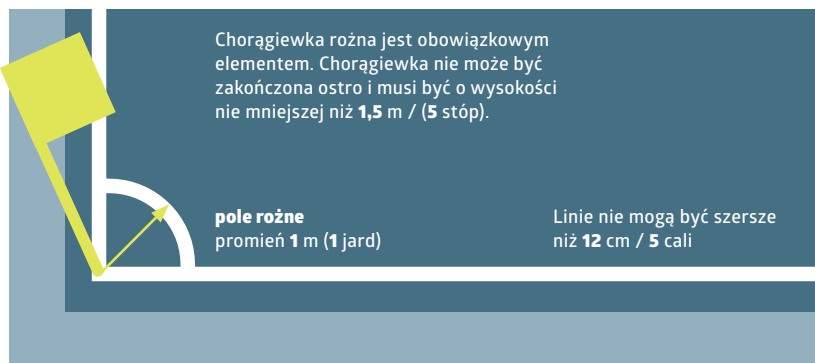 Chorągiewka rożna jest obowiązkowym
elementem. Chorągiewka nie może być
zakończona ostro i musi być o wysokości
nie mniejszej niż 1,5 m / (5 stóp).
pole rożne
promień 1 m (1 jard)
Linie nie mogą być szersze
niż 12 cm / 5 cali